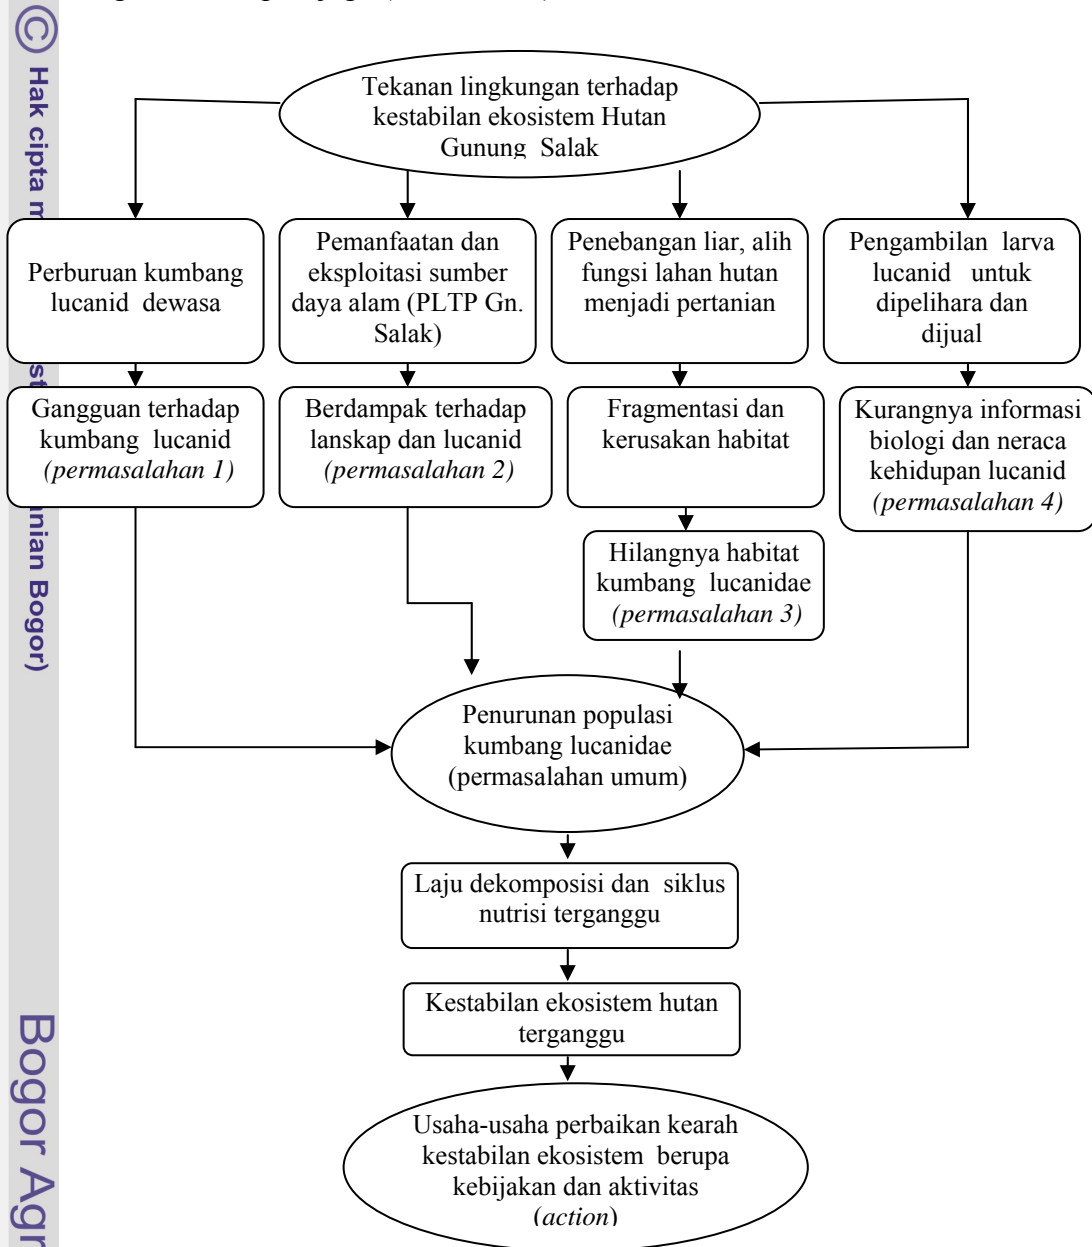 Tekanan lingkungan terhadap
kestabilan ekosistem Hutan
Gunung Salak
Perburuan kumbang
lucanid dewasa
Pemanfaatan dan
eksploitasi sumber
daya alam (PLTP Gn.
Salak)
Penebangan liar, alih
fungsi lahan hutan
menjadi pertanian
Pengambilan larva
lucanid untuk
dipelihara dan
dijual
Gangguan terhadap
kumbang lucanid
(permasalahan 1)
Berdampak terhadap
lanskap dan lucanid
(permasalahan 2)
Fragmentasi dan
kerusakan habitat
Kurangnya informasi
biologi dan neraca
kehidupan lucanid
(permasalahan 4)
Hilangnya habitat
kumbang lucanidae
(permasalahan 3)
Penurunan populasi
kumbang lucanidae
(permasalahan umum)
Laju dekomposisi dan siklus
nutrisi terganggu
Kestabilan ekosistem hutan
terganggu
Usaha-usaha perbaikan kearah
kestabilan ekosistem berupa
kebijakan dan aktivitas
(action)
© Hak cipta
Bogor)
Bogor